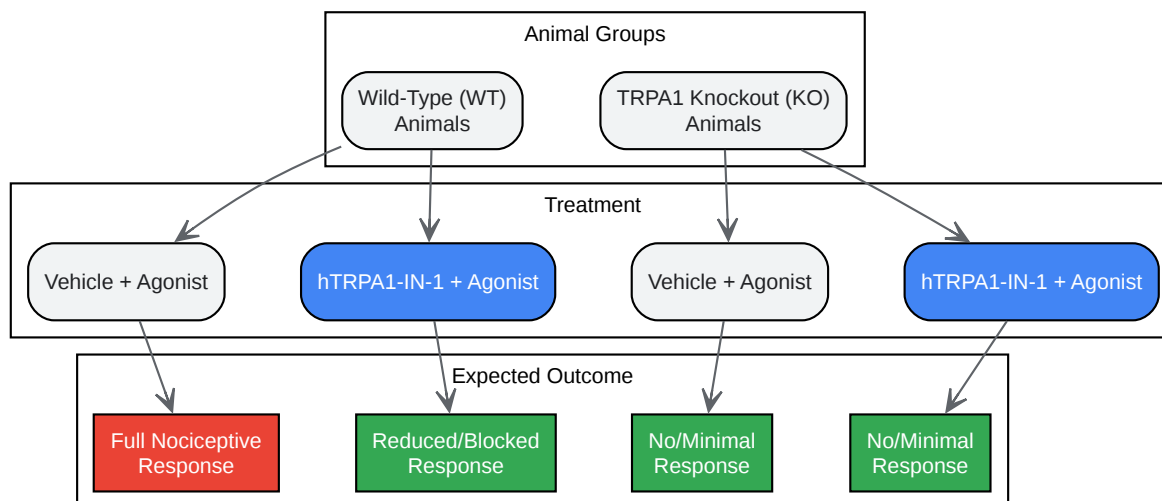 Animal Groups
Wild-Type (WT)
Animals
TRPA1 Knockout (KO)
Animals
Treatment
Vehicle + Agonist
hTRPA1-IN-1 + Agonist
Vehicle + Agonist
hTRPA1-IN-1 + Agonist
Expected Outcome
Full Nociceptive
Response
Reduced/Blocked
Response
No/Minimal
Response
No/Minimal
Response